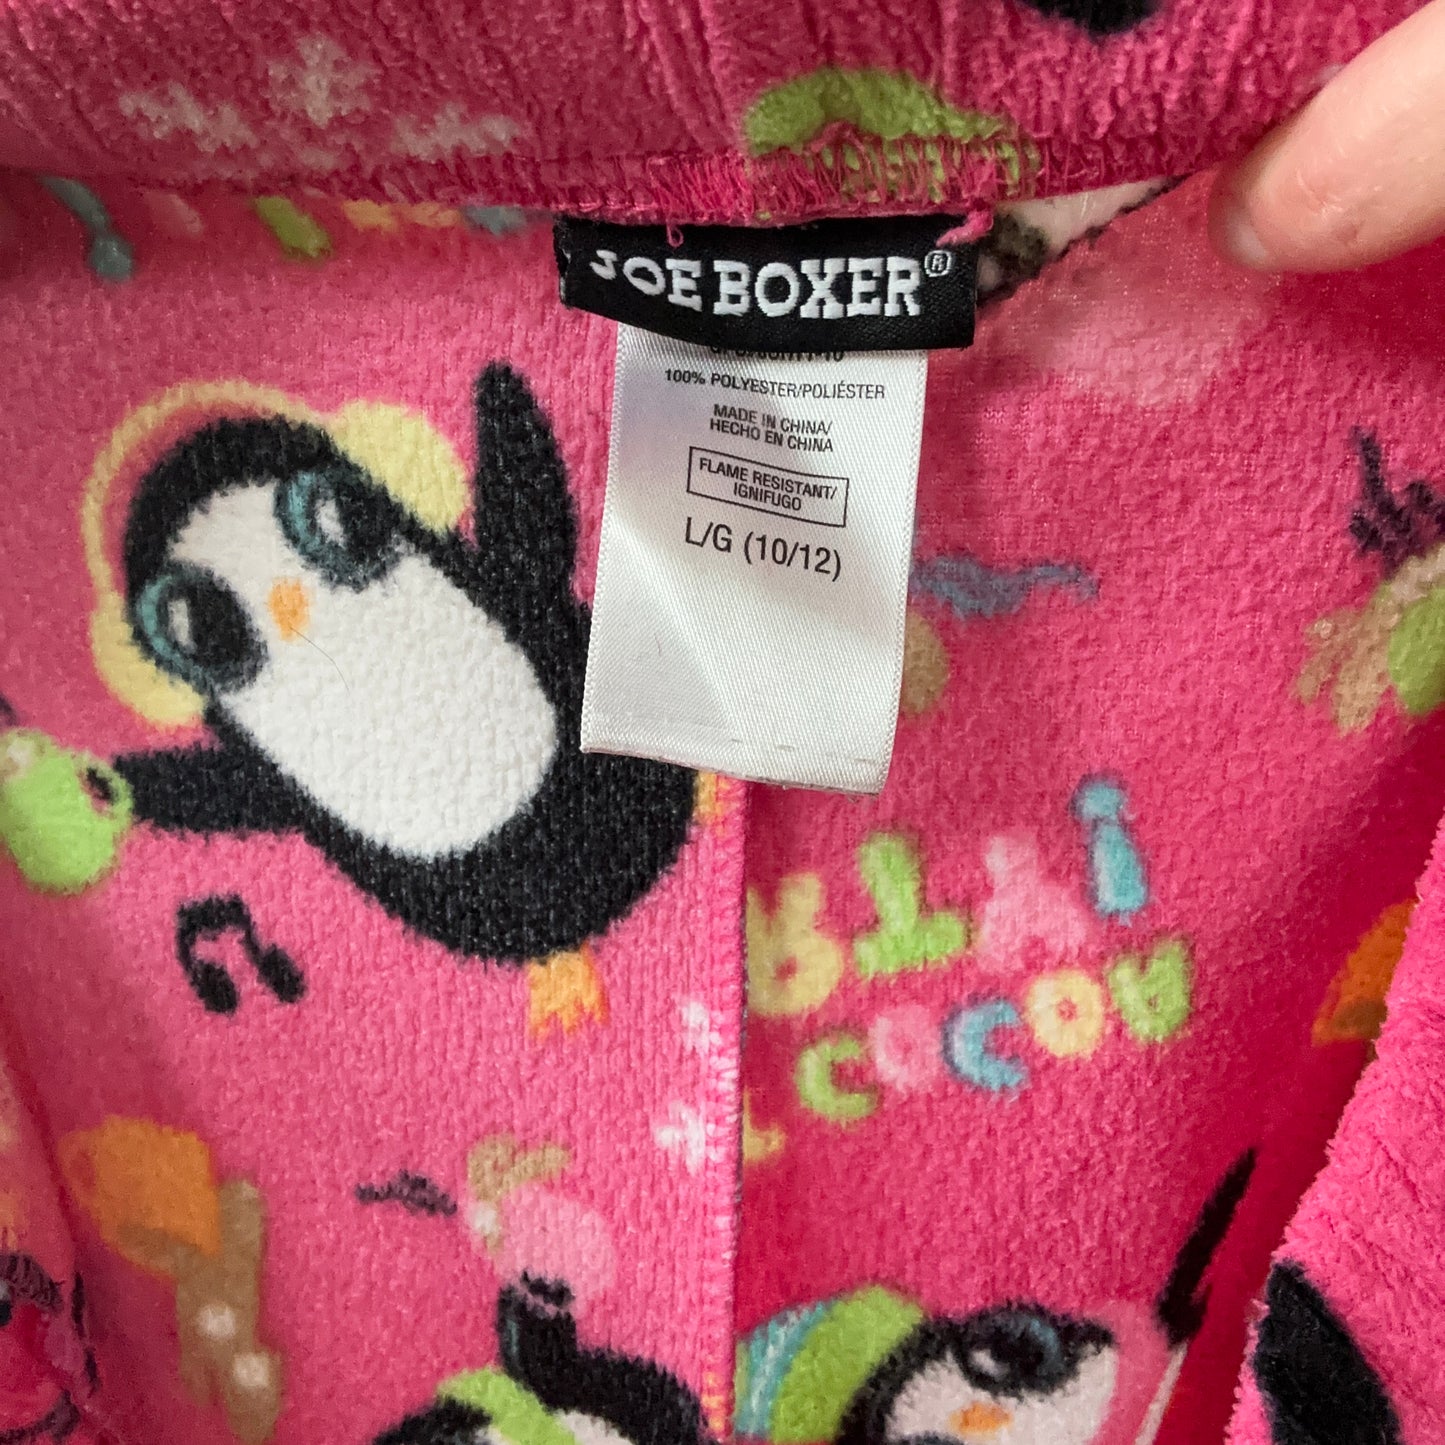 JOE BOXER®
100% POLYESTER/POLIÉSTER
MADE IN CHINA/
HECHO EN CHINA
FLAME RESISTANT/
IGNIFUGO
L/G (10/12)
COCOA